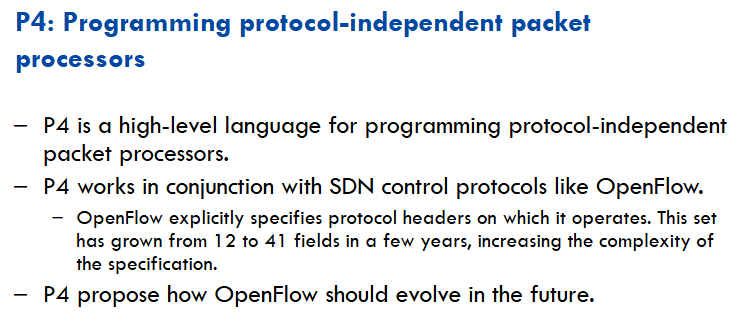 P4: Programming protocol-independent packet
processors
– P4 is a high-level language for programming protocol-independent
packet processors.
– P4 works in conjunction with SDN control protocols like OpenFlow.
– OpenFlow explicitly specifies protocol headers on which it operates. This set
has grown from 12 to 41 fields in a few years, increasing the complexity of
the specification.
– P4 propose how OpenFlow should evolve in the future.